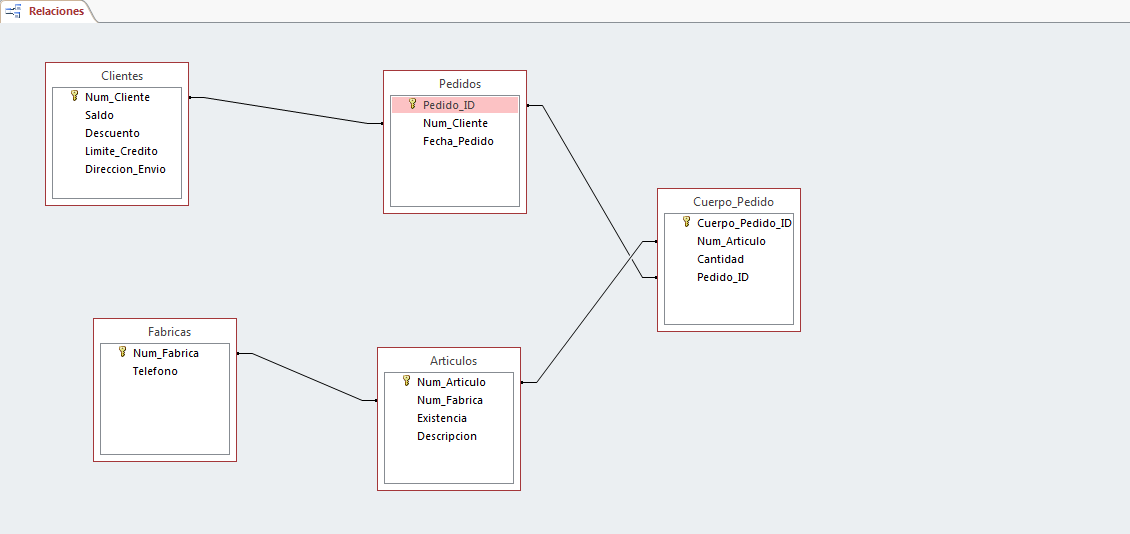 Relaciones
Clientes
Num_Cliente
Saldo
Descuento
Limite_Credito
Direccion_Envio
Pedidos
Pedido_ID
Num_Cliente
Fecha_Pedido
Cuerpo_Pedido
Cuerpo_Pedido_ID
Num_Articulo
Cantidad
Pedido_ID
Fabricas
Num_Fabrica
Telefono
Articulos
Num_Articulo
Num_Fabrica
Existencia
Descripcion